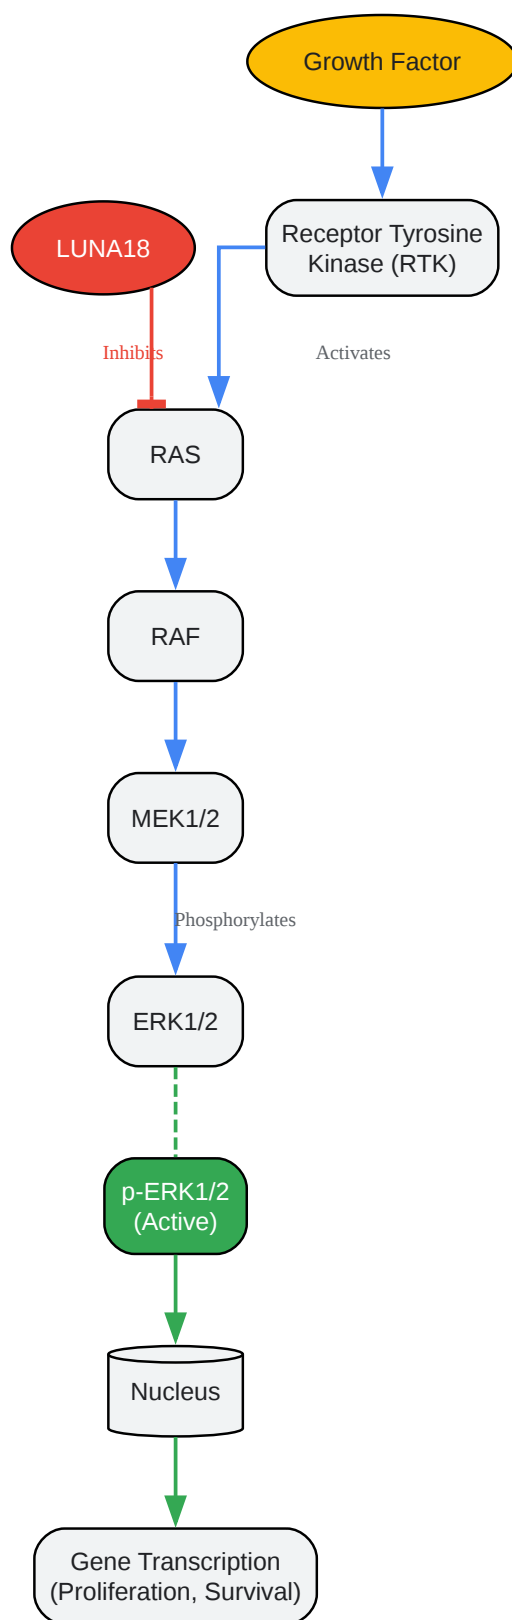 Growth Factor
Receptor Tyrosine
Kinase (RTK)
LUNA18
Inhibits
Activates
RAS
RAF
MEK1/2
Phosphorylates
ERK1/2
p-ERK1/2
(Active)
Nucleus
Gene Transcription
(Proliferation, Survival)